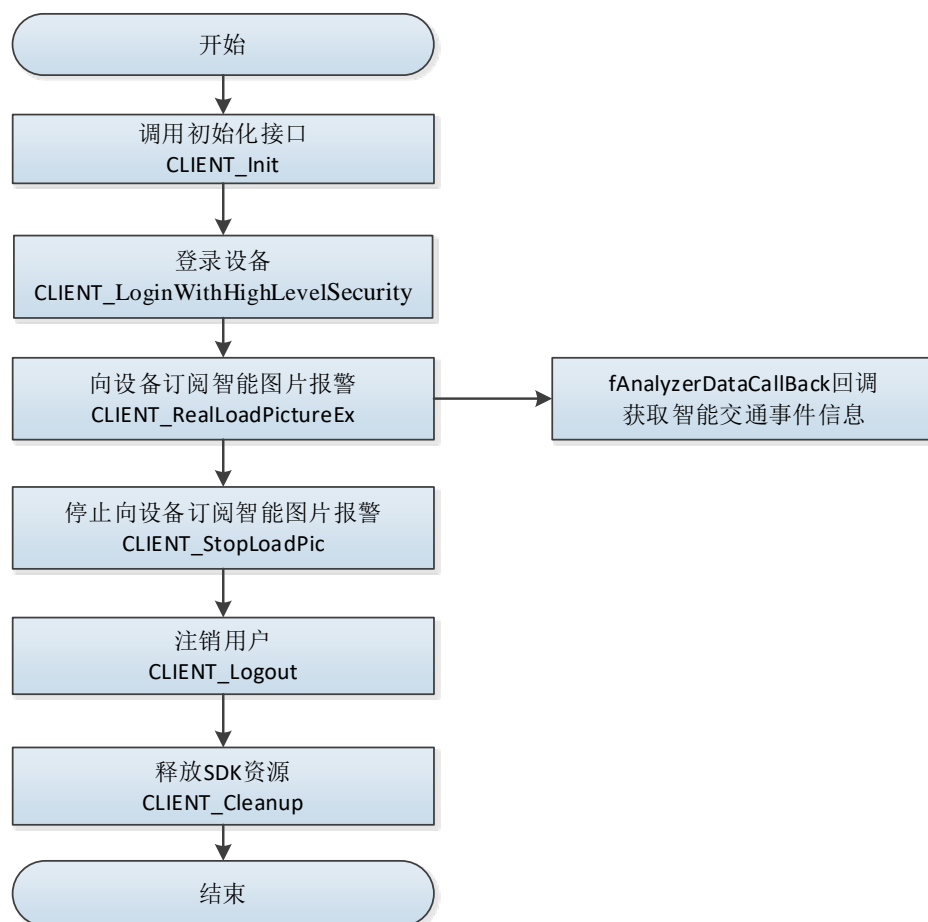 开始
调用初始化接口
CLIENT_Init
登录设备
CLIENT_LoginWithHighLevelSecurity
向设备订阅智能图片报警
CLIENT_RealLoadPictureEx
fAnalyzerDataCallBack回调
获取智能交通事件信息
停止向设备订阅智能图片报警
CLIENT_StopLoadPic
注销用户
CLIENT_Logout
释放SDK资源
CLIENT_Cleanup
结束